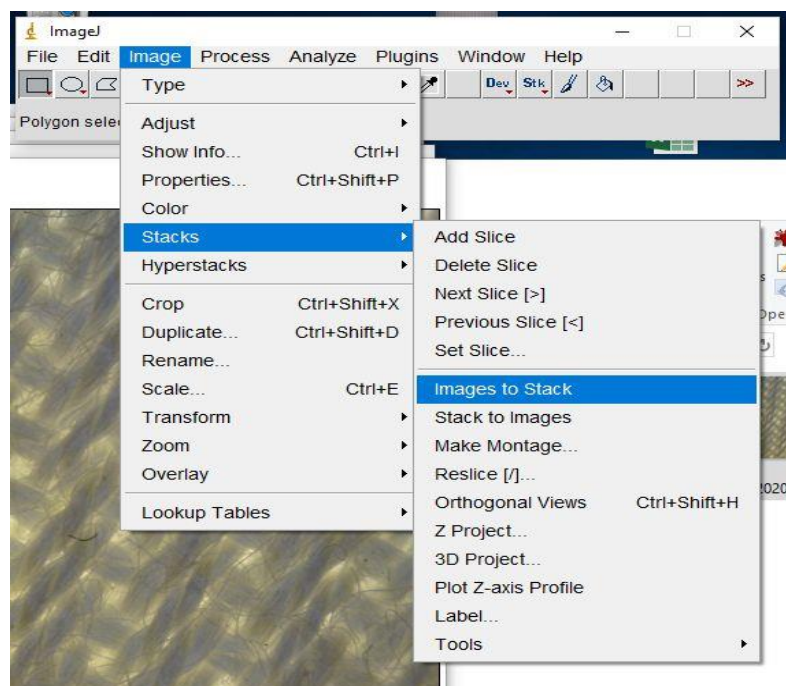 ImageJ
File Edit Image Process Analyze Plugins Window Help
Dev Stk >>
Polygon sele
Type
Adjust
Show Info... Ctrl+I
Properties... Ctrl+Shift+P
Color
Stacks
Hyperstacks
Crop Ctrl+Shift+X
Duplicate... Ctrl+Shift+D
Rename...
Scale... Ctrl+E
Transform
Zoom
Overlay
Lookup Tables
Add Slice
Delete Slice
Next Slice [>]
Previous Slice [<]
Set Slice...
Images to Stack
Stack to Images
Make Montage...
Reslice [/]...
Orthogonal Views Ctrl+Shift+H
Z Project...
3D Project...
Plot Z-axis Profile
Label...
Tools
s
Ope
2020